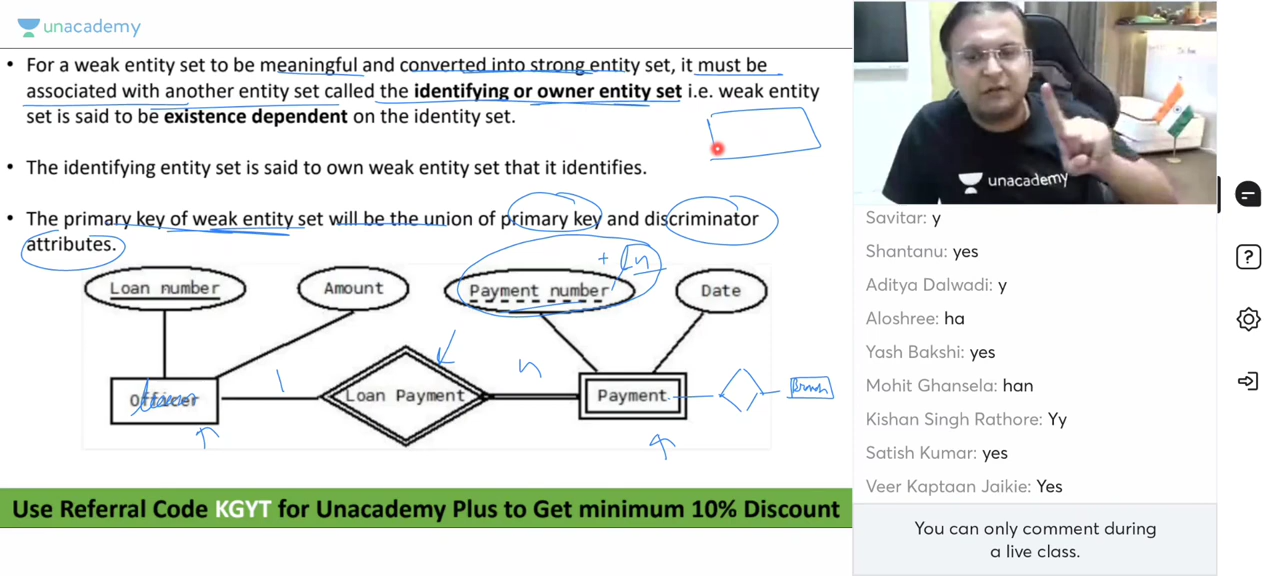 unacademy
• For a weak entity set to be meaningful and converted into strong entity set, it must be
associated with another entity set called the identifying or owner entity set i.e. weak entity
set is said to be existence dependent on the identity set.
• The identifying entity set is said to own weak entity set that it identifies.
• The primary key of weak entity set will be the union of primary key and discriminator
attributes.
+ Ln
Loan number
Amount
Payment number
Date
1
n
Officer
Loan Payment
Payment
Use Referral Code KGYT for Unacademy Plus to Get minimum 10% Discount
unacademy
Savitar: y
Shantanu: yes
Aditya Dalwadi: y
Aloshree: ha
Yash Bakshi: yes
Mohit Ghansela: han
Kishan Singh Rathore: Yy
Satish Kumar: yes
Veer Kaptaan Jaikie: Yes
You can only comment during
a live class.
?